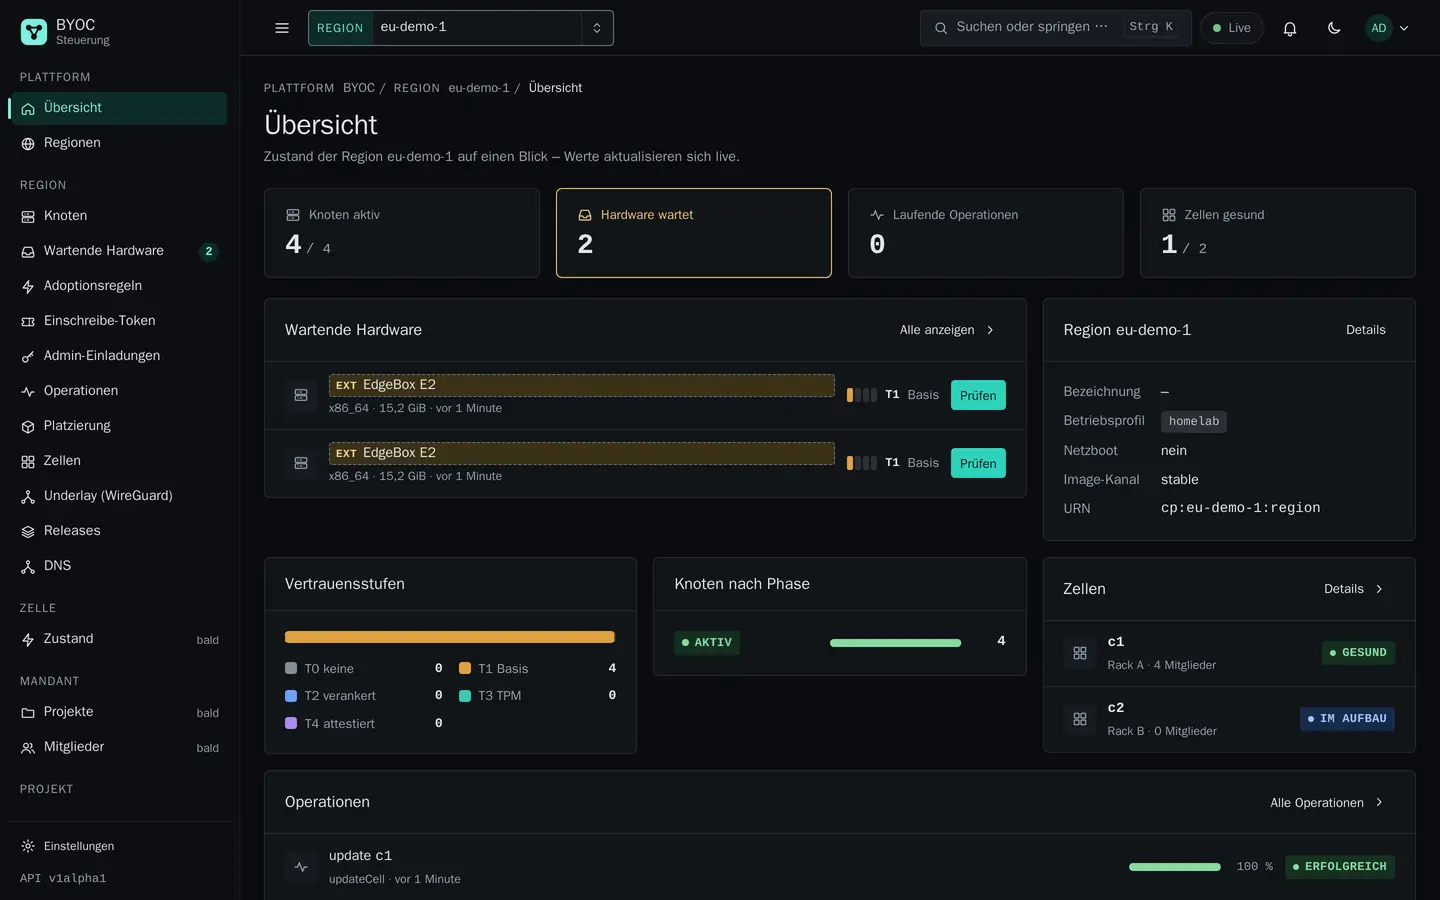 BYOC
Steuerung
PLATTFORM
Übersicht
Regionen
REGION
Knoten
Wartende Hardware 2
Adoptionsregeln
Einschreibe-Token
Admin-Einladungen
Operationen
Platzierung
Zellen
Underlay (WireGuard)
Releases
DNS
ZELLE
Zustand bald
MANDANT
Projekte bald
Mitglieder bald
PROJEKT
Einstellungen
API v1alpha1
REGION eu-demo-1
Suchen oder springen ··· Strg K
Live
AD
PLATTFORM BYOC / REGION eu-demo-1 / Übersicht
Übersicht
Zustand der Region eu-demo-1 auf einen Blick – Werte aktualisieren sich live.
Knoten aktiv
4 / 4
Hardware wartet
2
Laufende Operationen
0
Zellen gesund
1 / 2
Wartende Hardware Alle anzeigen
EXT EdgeBox E2
x86_64 · 15,2 GiB · vor 1 Minute
T1 Basis Prüfen
EXT EdgeBox E2
x86_64 · 15,2 GiB · vor 1 Minute
T1 Basis Prüfen
Region eu-demo-1 Details
Bezeichnung –
Betriebsprofil homelab
Netzboot nein
Image-Kanal stable
URN cp:eu-demo-1:region
Vertrauensstufen
T0 keine 0 T1 Basis 4
T2 verankert 0 T3 TPM 0
T4 attestiert 0
Knoten nach Phase
AKTIV 4
Zellen Details
c1
Rack A · 4 Mitglieder
GESUND
c2
Rack B · 0 Mitglieder
IM AUFBAU
Operationen Alle Operationen
update c1
updateCell · vor 1 Minute
100 % ERFOLGREICH